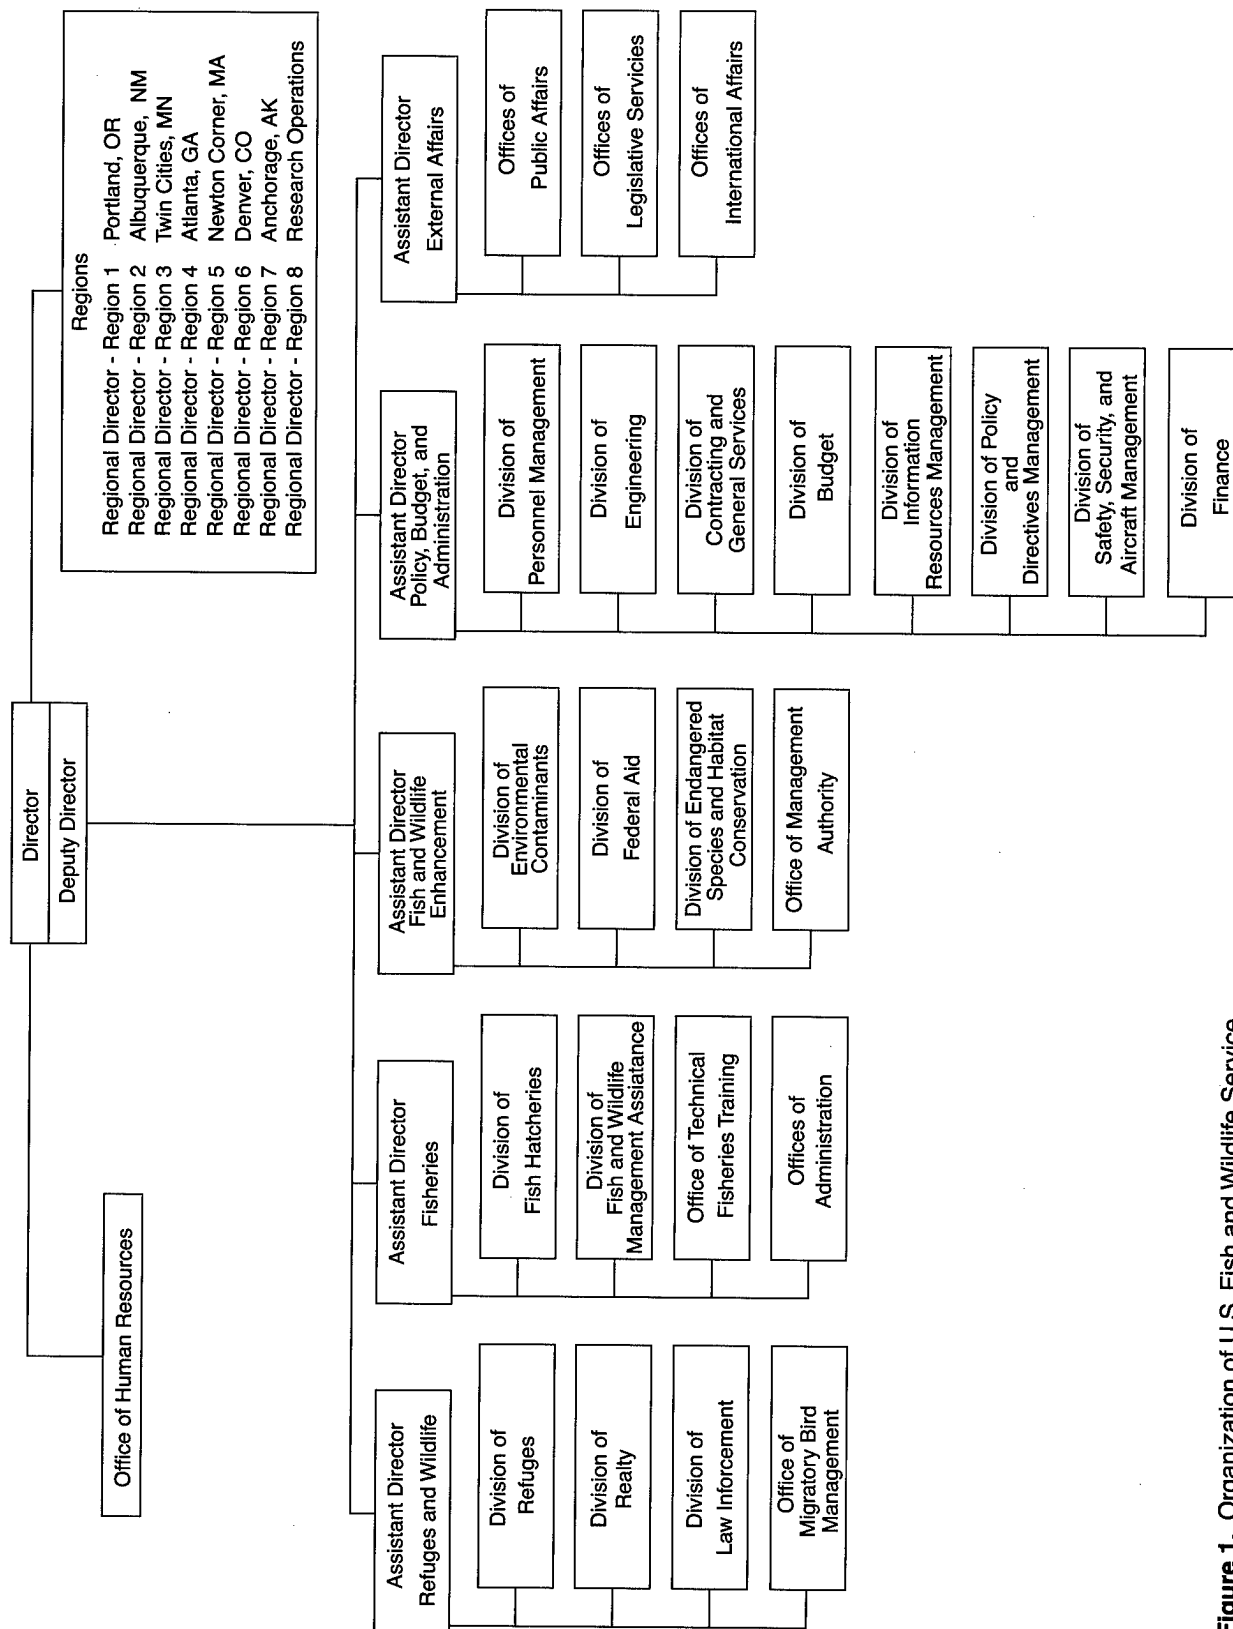 Director
Deputy Director
Office of Human Resources
Regions
Regional Director - Region 1 Portland, OR
Regional Director - Region 2 Albuquerque, NM
Regional Director - Region 3 Twin Cities, MN
Regional Director - Region 4 Atlanta, GA
Regional Director - Region 5 Newton Corner, MA
Regional Director - Region 6 Denver, CO
Regional Director - Region 7 Anchorage, AK
Regional Director - Region 8 Research Operations
Assistant Director
Refuges and Wildlife
Division of
Refuges
Division of
Realty
Division of
Law Inforcement
Office of
Migratory Bird
Management
Assistant Director
Fisheries
Division of
Fish Hatcheries
Division of
Fish and Wildlife
Management Assiatance
Office of Technical
Fisheries Training
Offices of
Administration
Assistant Director
Fish and Wildlife
Enhancement
Division of
Environmental
Contaminants
Division of
Federal Aid
Division of Endangered
Species and Habitat
Conservation
Office of Management
Authority
Assistant Director
Policy, Budget, and
Administration
Division of
Personnel Management
Division of
Engineering
Division of
Contracting and
General Services
Division of
Budget
Division of
Information
Resources Management
Division of Policy
and
Directives Management
Division of
Safety, Security, and
Aircraft Management
Division of
Finance
Assistant Director
External Affairs
Offices of
Public Affairs
Offices of
Legislative Servicies
Offices of
International Affairs
Figure 1. Organization of U.S. Fish and Wildlife Service